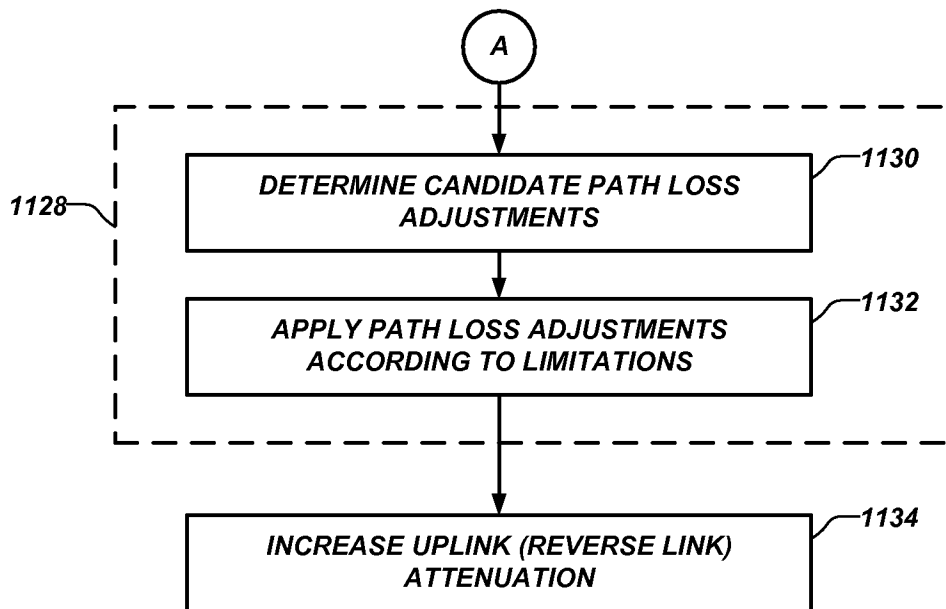 A
1130
DETERMINE CANDIDATE PATH LOSS
ADJUSTMENTS
1128
1132
APPLY PATH LOSS ADJUSTMENTS
ACCORDING TO LIMITATIONS
1134
INCREASE UPLINK (REVERSE LINK)
ATTENUATION